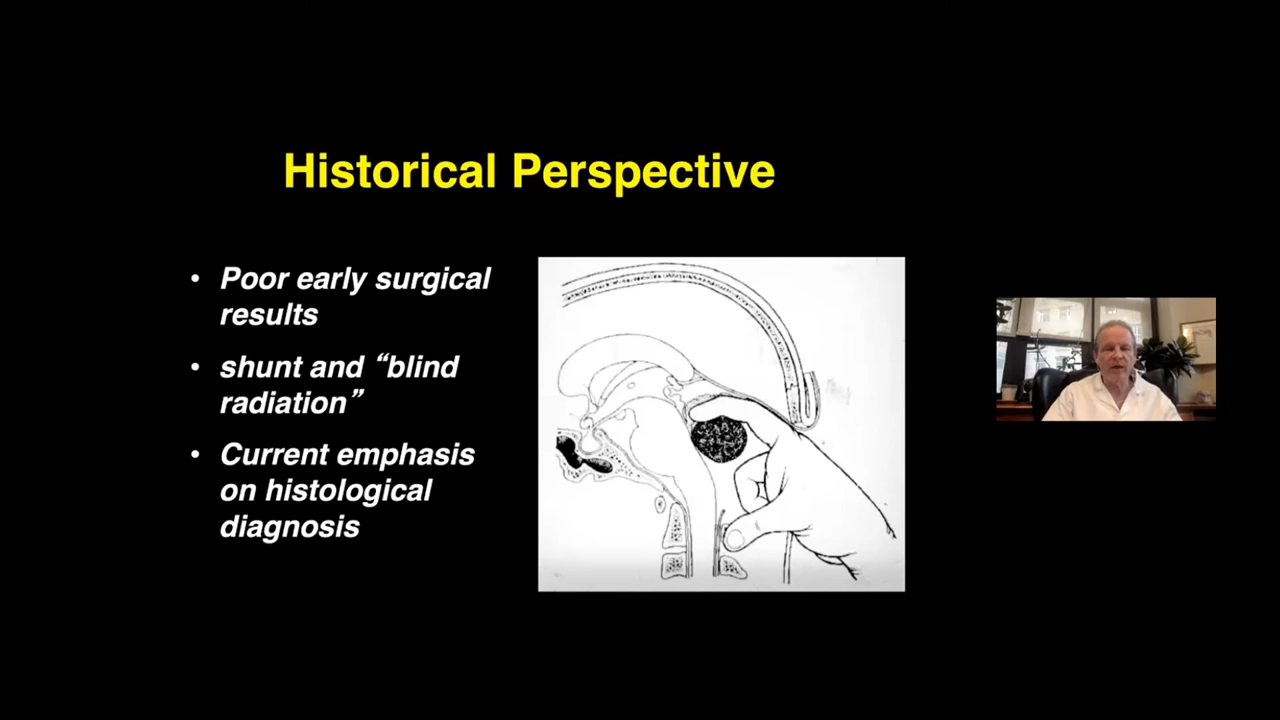 Historical Perspective
• Poor early surgical
results
• shunt and “blind
radiation”
• Current emphasis
on histological
diagnosis